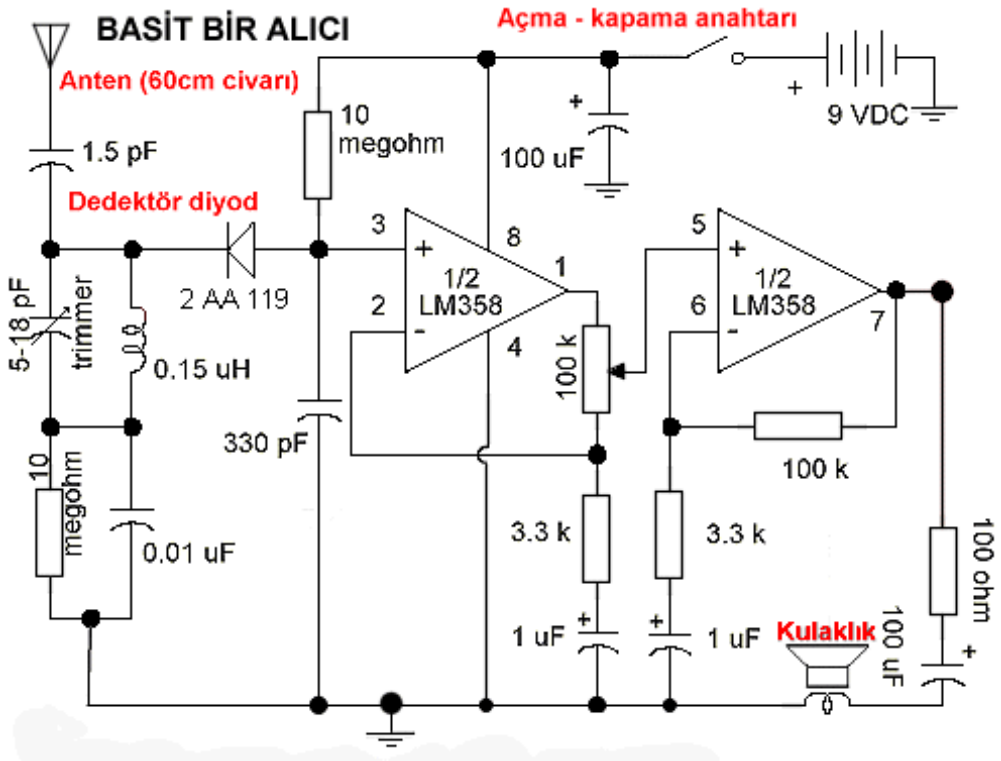 BASİT BİR ALICI
Açma - kapama anahtarı
Anten (60cm civarı)
+
9 VDC
10
megohm
+
100 uF
1.5 pF
Dedektör diyod
2 AA 119
3
+
8
1/2
LM358
1
2
-
4
5
+
1/2
LM358
6
-
7
5-18 pF
trimmer
0.15 uH
100 k
330 pF
100 k
10
megohm
0.01 uF
3.3 k
3.3 k
100 ohm
+
1 uF
+
1 uF
Kulaklık
100 uF
+